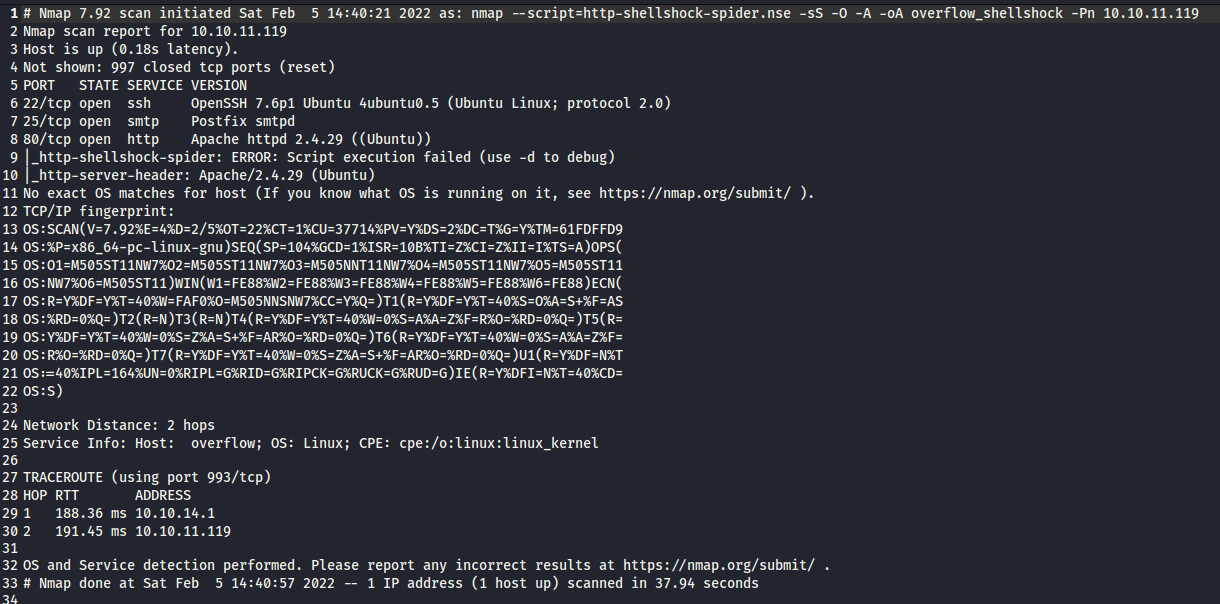 1 # Nmap 7.92 scan initiated Sat Feb  5 14:40:21 2022 as: nmap --script=http-shellshock-spider.nse -sS -O -A -oA overflow_shellshock -Pn 10.10.11.119
2 Nmap scan report for 10.10.11.119
3 Host is up (0.18s latency).
4 Not shown: 997 closed tcp ports (reset)
5 PORT   STATE SERVICE VERSION
6 22/tcp open  ssh     OpenSSH 7.6p1 Ubuntu 4ubuntu0.5 (Ubuntu Linux; protocol 2.0)
7 25/tcp open  smtp    Postfix smtpd
8 80/tcp open  http    Apache httpd 2.4.29 ((Ubuntu))
9 |_http-shellshock-spider: ERROR: Script execution failed (use -d to debug)
10 |_http-server-header: Apache/2.4.29 (Ubuntu)
11 No exact OS matches for host (If you know what OS is running on it, see https://nmap.org/submit/ ).
12 TCP/IP fingerprint:
13 OS:SCAN(V=7.92%E=4%D=2/5%OT=22%CT=1%CU=37714%PV=Y%DS=2%DC=T%G=Y%TM=61FDFFD9
14 OS:%P=x86_64-pc-linux-gnu)SEQ(SP=104%GCD=1%ISR=10B%TI=Z%CI=Z%II=I%TS=A)OPS(
15 OS:O1=M505ST11NW7%O2=M505ST11NW7%O3=M505NNT11NW7%O4=M505ST11NW7%O5=M505ST11
16 OS:NW7%O6=M505ST11)WIN(W1=FE88%W2=FE88%W3=FE88%W4=FE88%W5=FE88%W6=FE88)ECN(
17 OS:R=Y%DF=Y%T=40%W=FAF0%O=M505NNSNW7%CC=Y%Q=)T1(R=Y%DF=Y%T=40%S=O%A=S+%F=AS
18 OS:%RD=0%Q=)T2(R=N)T3(R=N)T4(R=Y%DF=Y%T=40%W=0%S=A%A=Z%F=R%O=%RD=0%Q=)T5(R=
19 OS:Y%DF=Y%T=40%W=0%S=Z%A=S+%F=AR%O=%RD=0%Q=)T6(R=Y%DF=Y%T=40%W=0%S=A%A=Z%F=
20 OS:R%O=%RD=0%Q=)T7(R=Y%DF=Y%T=40%W=0%S=Z%A=S+%F=AR%O=%RD=0%Q=)U1(R=Y%DF=N%T
21 OS:=40%IPL=164%UN=0%RIPL=G%RID=G%RIPCK=G%RUCK=G%RUD=G)IE(R=Y%DFI=N%T=40%CD=
22 OS:S)
23
24 Network Distance: 2 hops
25 Service Info: Host:  overflow; OS: Linux; CPE: cpe:/o:linux:linux_kernel
26
27 TRACEROUTE (using port 993/tcp)
28 HOP RTT       ADDRESS
29 1   188.36 ms 10.10.14.1
30 2   191.45 ms 10.10.11.119
31
32 OS and Service detection performed. Please report any incorrect results at https://nmap.org/submit/ .
33 # Nmap done at Sat Feb  5 14:40:57 2022 -- 1 IP address (1 host up) scanned in 37.94 seconds
34